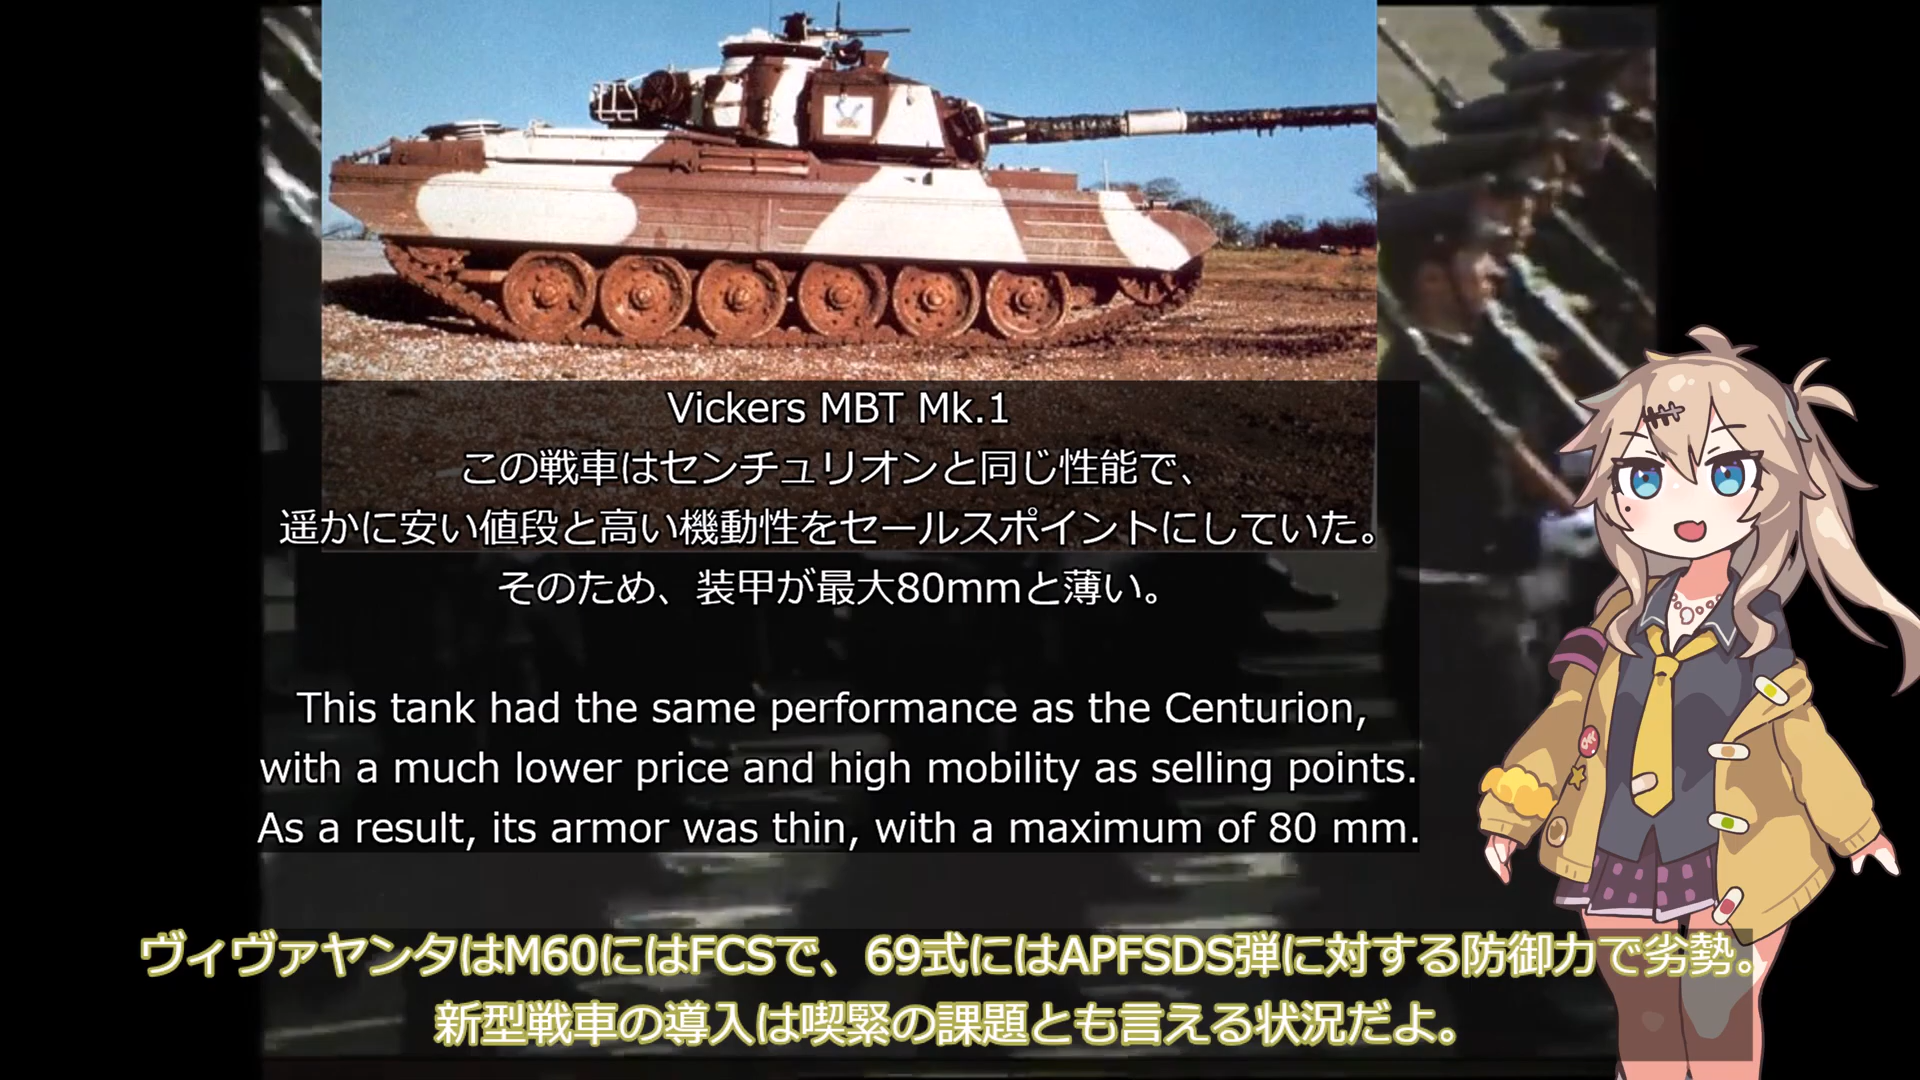 Vickers MBT Mk.1
この戦車はセンチュリオンと同じ性能で、
遥かに安い値段と高い機動性をセールスポイントにしていた。
そのため、装甲が最大80mmと薄い。
This tank had the same performance as the Centurion,
with a much lower price and high mobility as selling points.
As a result, its armor was thin, with a maximum of 80 mm.
ヴィヴァヤンタはM60にはFCSで、69式にはAPFSDS弾に対する防御力で劣勢。
新型戦車の導入は喫緊の課題とも言える状況だよ。